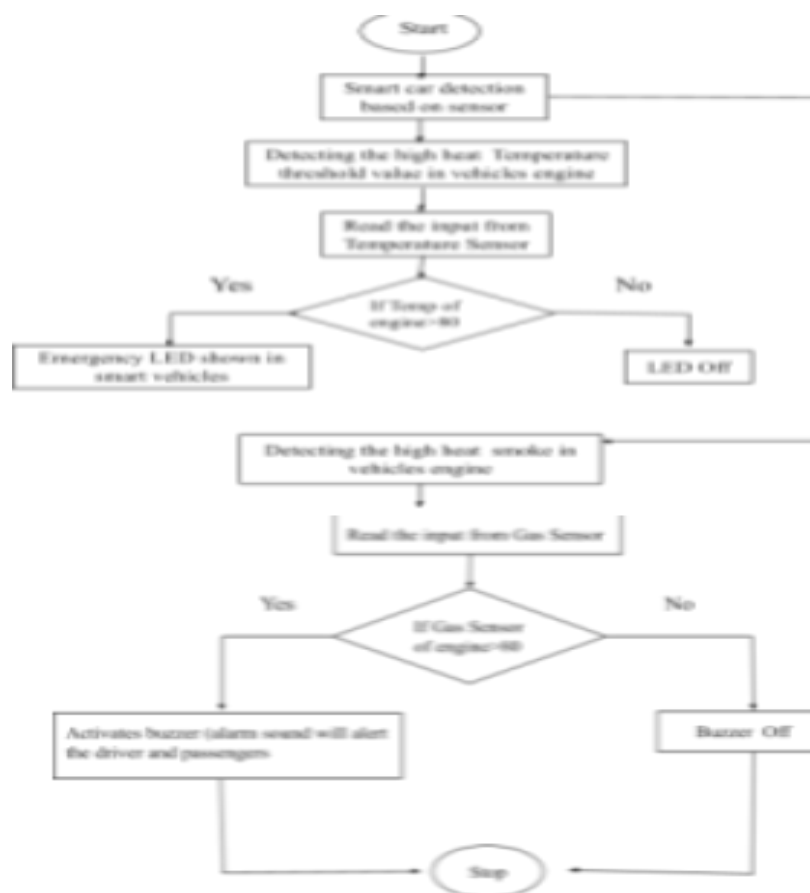 Start
Smart car detection
based on sensor
Detecting the high heat Temperature
threshold value in vehicles engine
Read the input from
Temperature Sensor
Yes
No
If Temp of
engine>80
Emergency LED shown in
smart vehicles
LED Off
Detecting the high heat smoke in
vehicles engine
Read the input from Gas Sensor
Yes
No
If Gas Sensor
of engine>80
Activates buzzer (alarm sound will alert
the driver and passengers
Buzzer Off
Stop